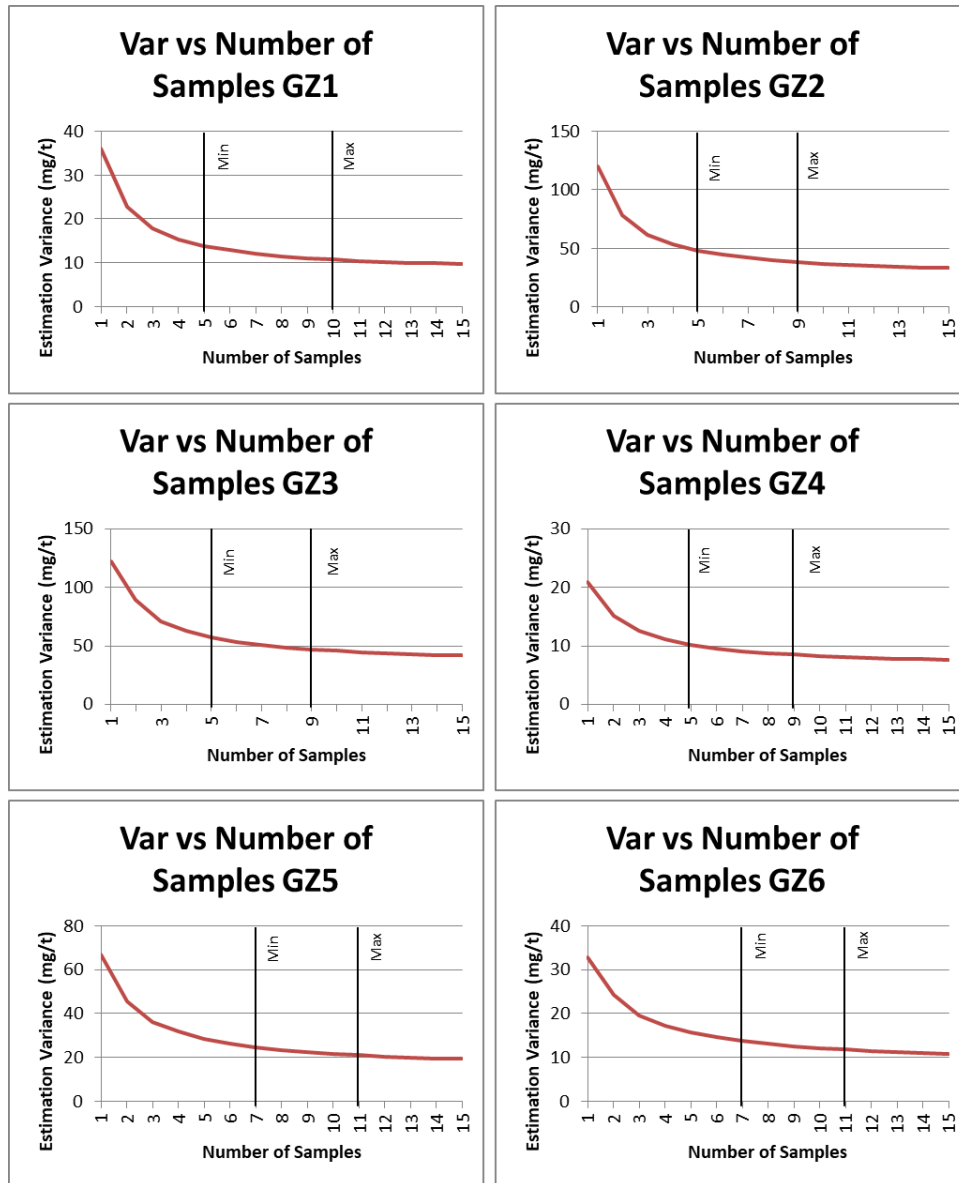 Var vs Number of
Samples GZ1
Estimation Variance (mg/t)
40
30
20
10
0
Min
Max
1 2 3 4 5 6 7 8 9 10 11 12 13 14 15
Number of Samples
Var vs Number of
Samples GZ2
Estimation Variance (mg/t)
150
100
50
0
Min
Max
1 3 5 7 9 11 13 15
Number of Samples
Var vs Number of
Samples GZ3
Estimation Variance (mg/t)
150
100
50
0
Min
Max
1 3 5 7 9 11 13 15
Number of Samples
Var vs Number of
Samples GZ4
Estimation Variance (mg/t)
30
20
10
0
Min
Max
1 2 3 4 5 6 7 8 9 10 11 12 13 14 15
Number of Samples
Var vs Number of
Samples GZ5
Estimation Variance (mg/t)
80
60
40
20
0
Min
Max
1 2 3 4 5 6 7 8 9 10 11 12 13 14 15
Number of Samples
Var vs Number of
Samples GZ6
Estimation Variance (mg/t)
40
30
20
10
0
Min
Max
1 2 3 4 5 6 7 8 9 10 11 12 13 14 15
Number of Samples